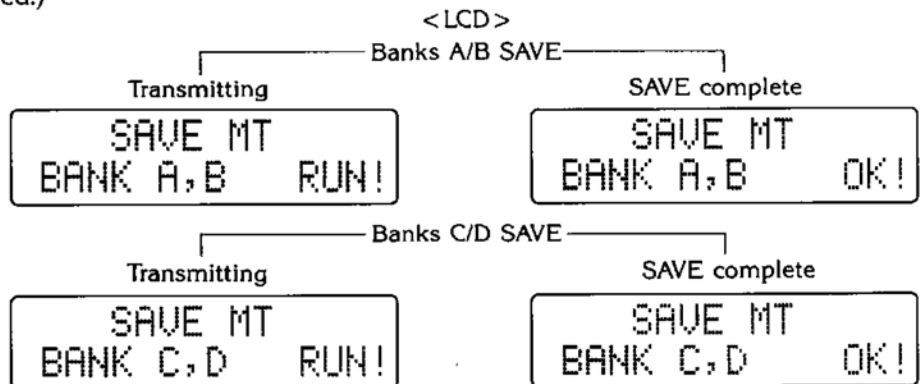 ed.)
<LCD>
Banks A/B SAVE
Transmitting SAVE complete
SAVE MT SAVE MT
BANK A,B RUN! BANK A,B OK!
Banks C/D SAVE
Transmitting SAVE complete
SAVE MT SAVE MT
BANK C,D RUN! BANK C,D OK!